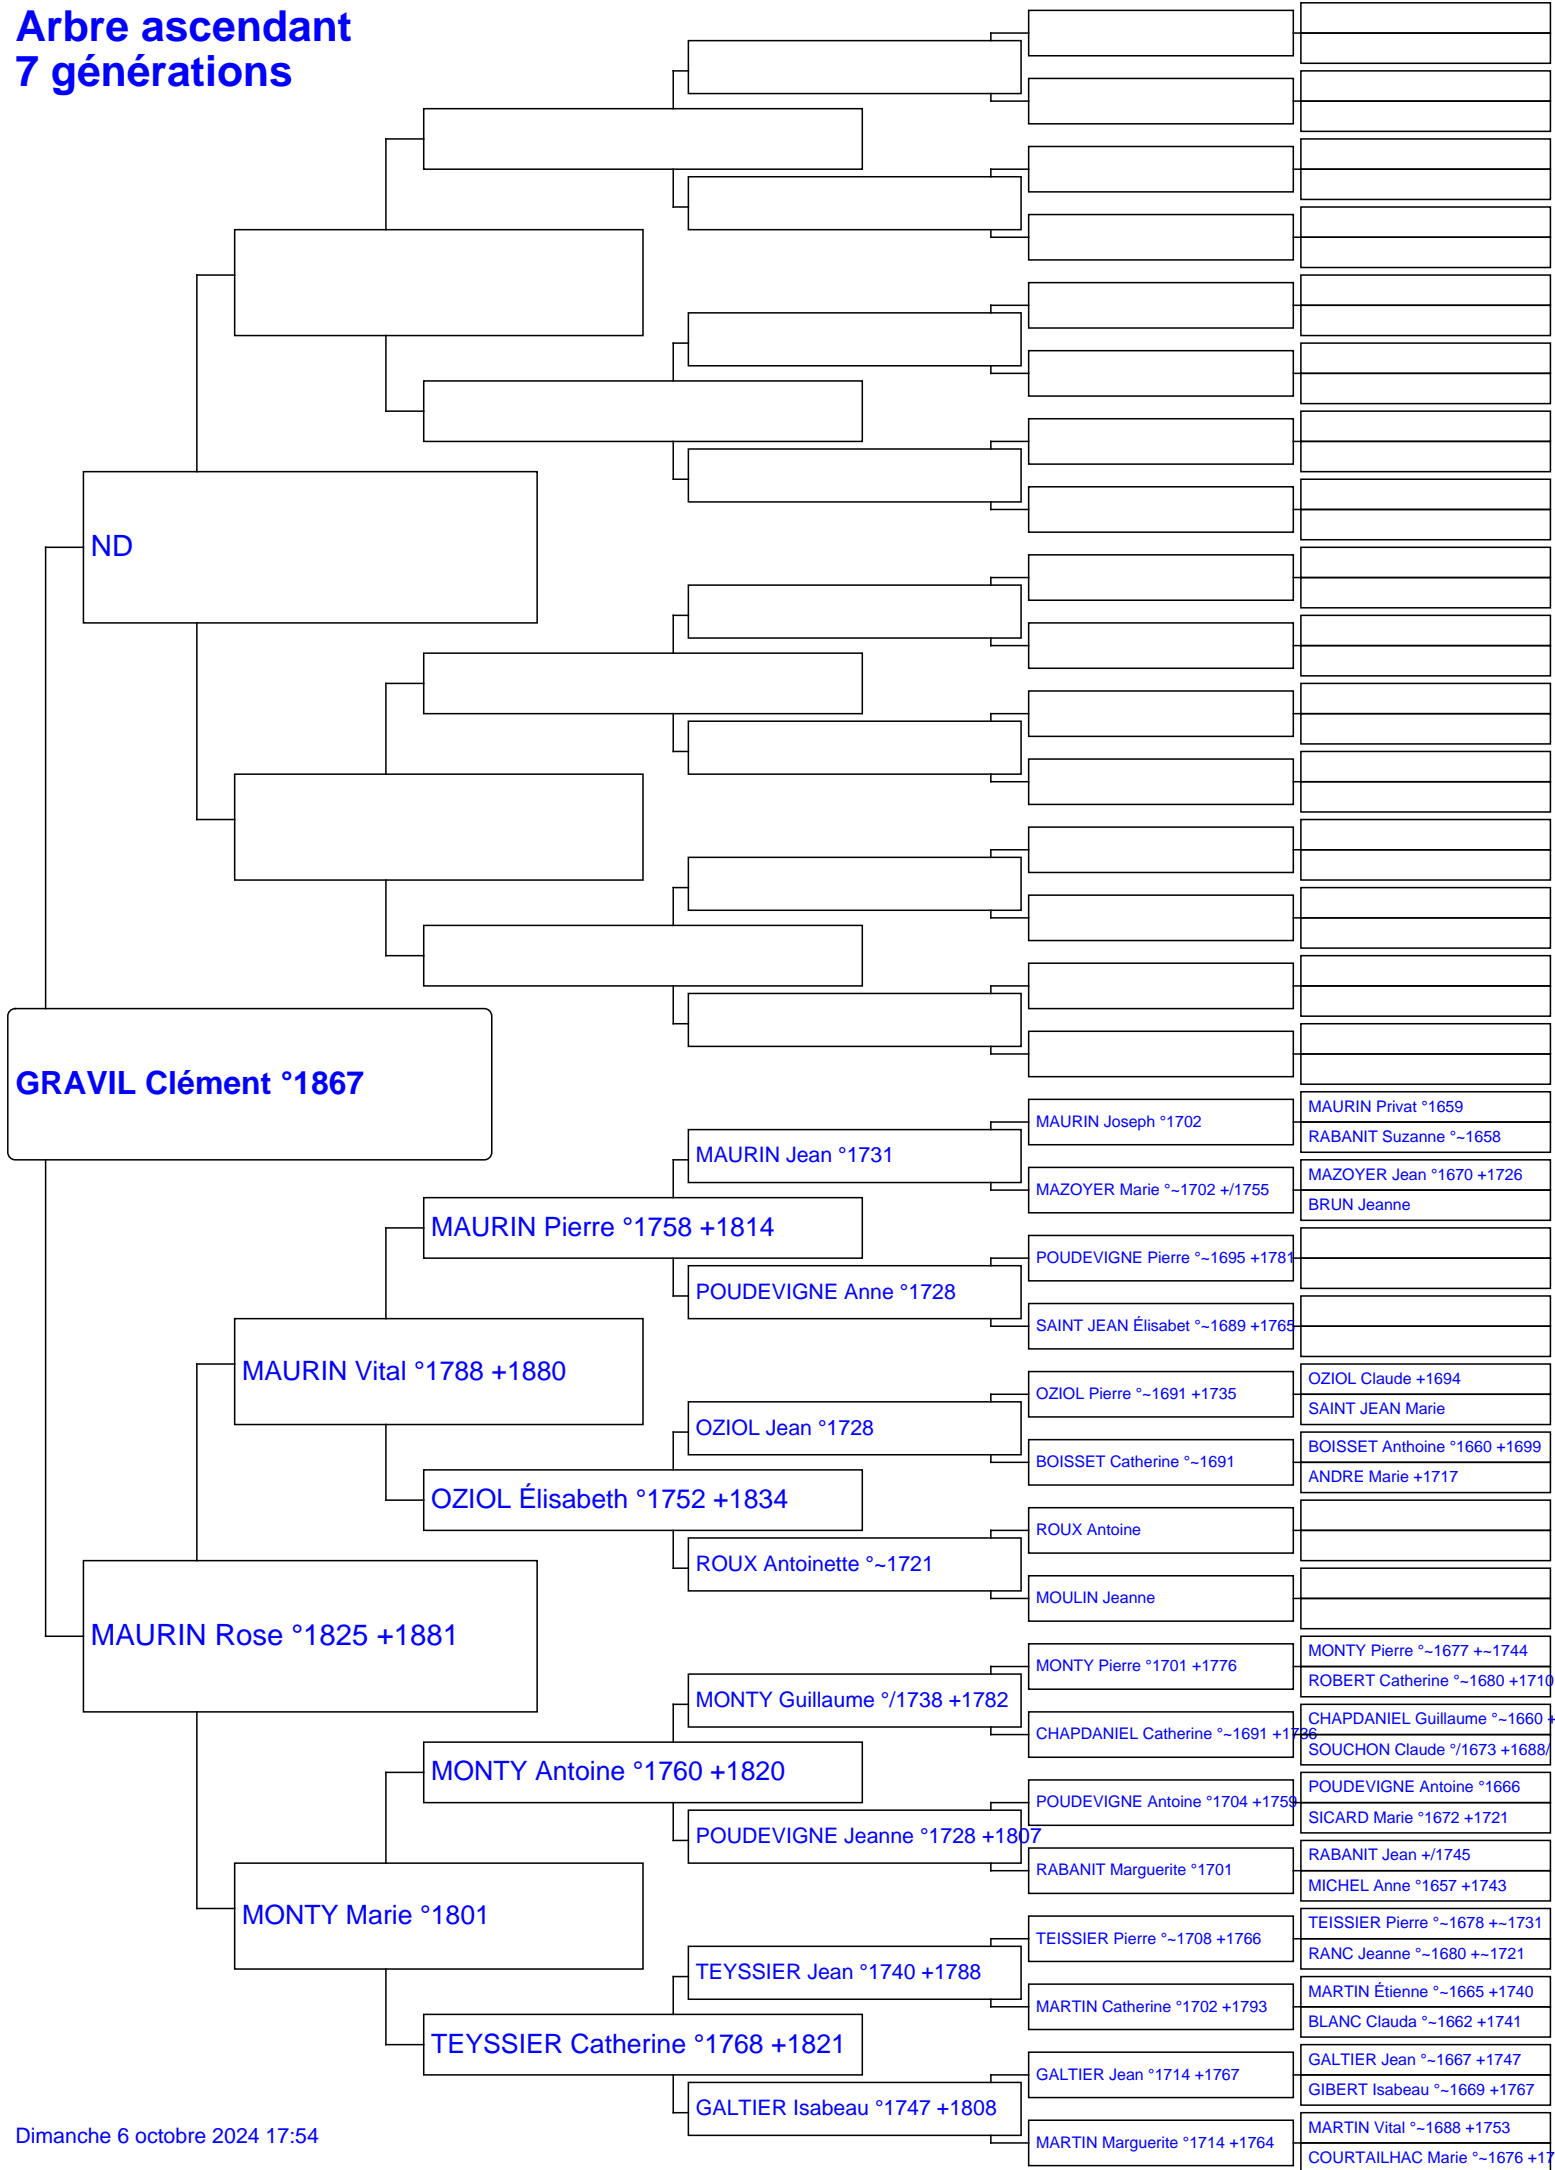 Arbre ascendant
7 générations
ND
GRAVIL Clément °1867
MAURIN Rose °1825 +1881
MAURIN Vital °1788 +1880
MONTY Marie °1801
MAURIN Pierre °1758 +1814
OZIOL Élisabeth °1752 +1834
MONTY Antoine °1760 +1820
TEYSSIER Catherine °1768 +1821
MAURIN Jean °1731
POUDEVIGNE Anne °1728
OZIOL Jean °1728
ROUX Antoinette °~1721
MONTY Guillaume °/1738 +1782
POUDEVIGNE Jeanne °1728 +1807
TEYSSIER Jean °1740 +1788
GALTIER Isabeau °1747 +1808
MAURIN Joseph °1702
MAZOYER Marie °~1702 +/1755
POUDEVIGNE Pierre °~1695 +1781
SAINT JEAN Élisabet °~1689 +1765
OZIOL Pierre °~1691 +1735
BOISSET Catherine °~1691
ROUX Antoine
MOULIN Jeanne
MONTY Pierre °1701 +1776
CHAPDANIEL Catherine °~1691 +1736
POUDEVIGNE Antoine °1704 +1759
RABANIT Marguerite °1701
TEISSIER Pierre °~1708 +1766
MARTIN Catherine °1702 +1793
GALTIER Jean °1714 +1767
MARTIN Marguerite °1714 +1764
MAURIN Privat °1659
RABANIT Suzanne °~1658
MAZOYER Jean °1670 +1726
BRUN Jeanne
OZIOL Claude +1694
SAINT JEAN Marie
BOISSET Anthoine °1660 +1699
ANDRE Marie +1717
MONTY Pierre °~1677 +~1744
ROBERT Catherine °~1680 +1710
CHAPDANIEL Guillaume °~1660 +
SOUCHON Claude °/1673 +1688/
POUDEVIGNE Antoine °1666
SICARD Marie °1672 +1721
RABANIT Jean +/1745
MICHEL Anne °1657 +1743
TEISSIER Pierre °~1678 +~1731
RANC Jeanne °~1680 +~1721
MARTIN Étienne °~1665 +1740
BLANC Clauda °~1662 +1741
GALTIER Jean °~1667 +1747
GIBERT Isabeau °~1669 +1767
MARTIN Vital °~1688 +1753
COURTAILHAC Marie °~1676 +17
Dimanche 6 octobre 2024 17:54